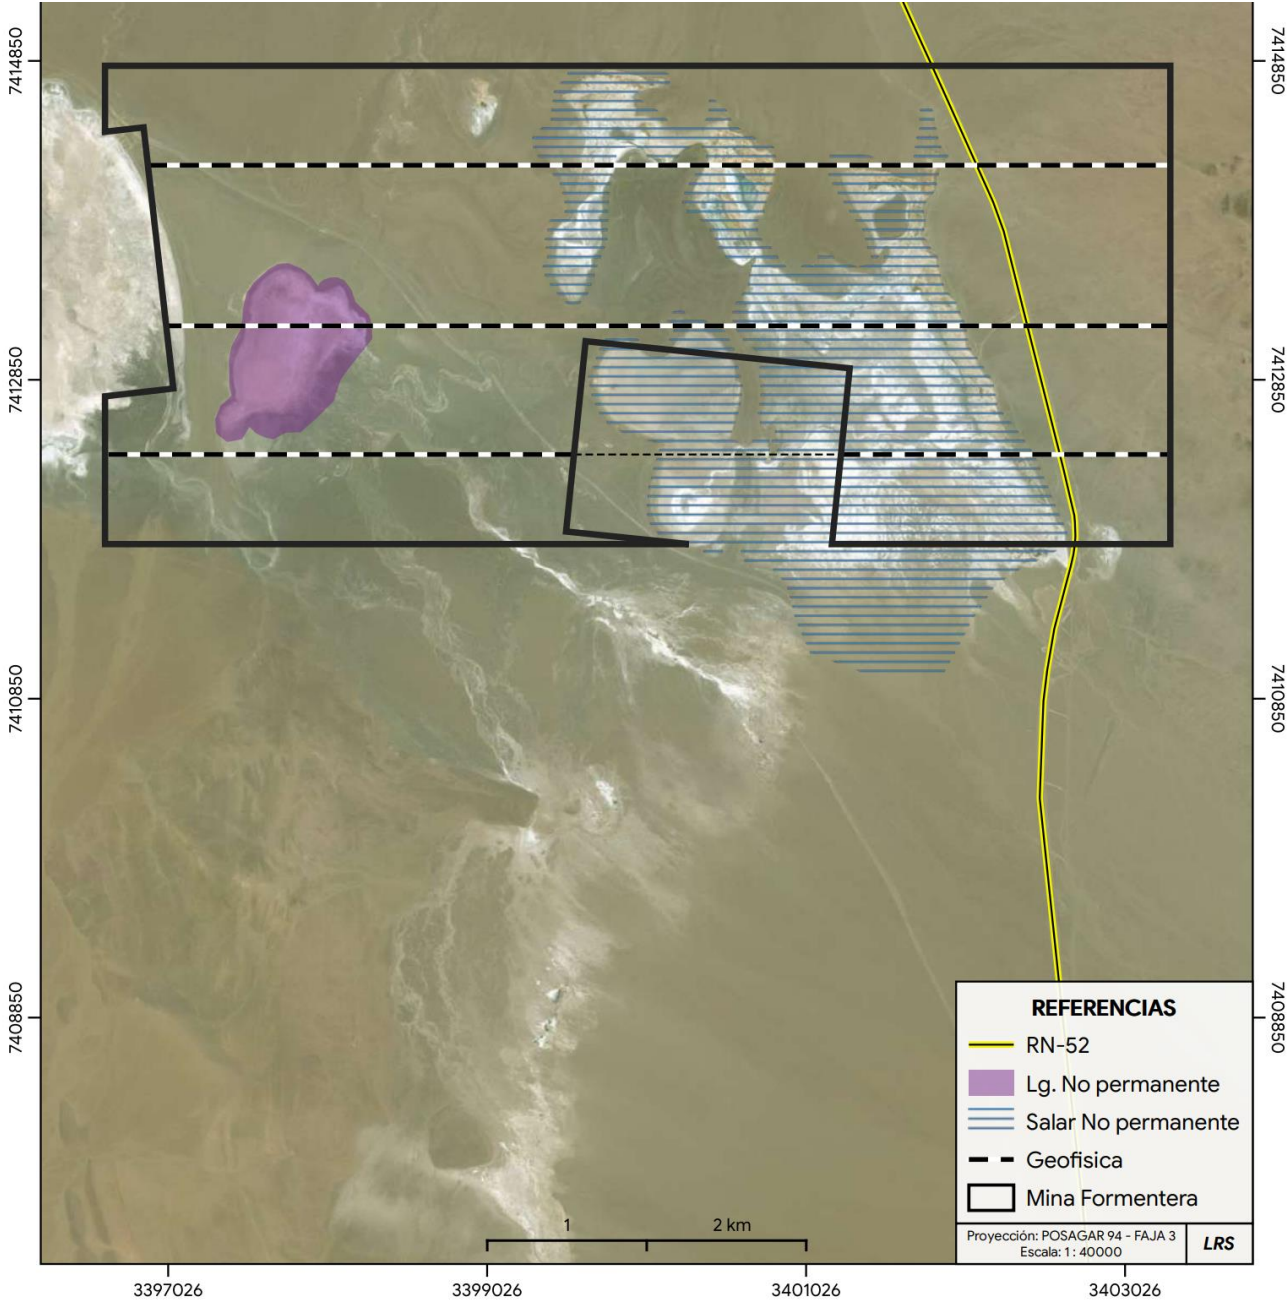 7414850
7414850
7412850
7412850
7410850
7410850
7408850
7408850
REFERENCIAS
RN-52
Lg. No permanente
Salar No permanente
Geofisica
Mina Formentera
Proyección: POSAGAR 94 - FAJA 3
Escala: 1 : 40000
LRS
1
2 km
3397026
3399026
3401026
3403026